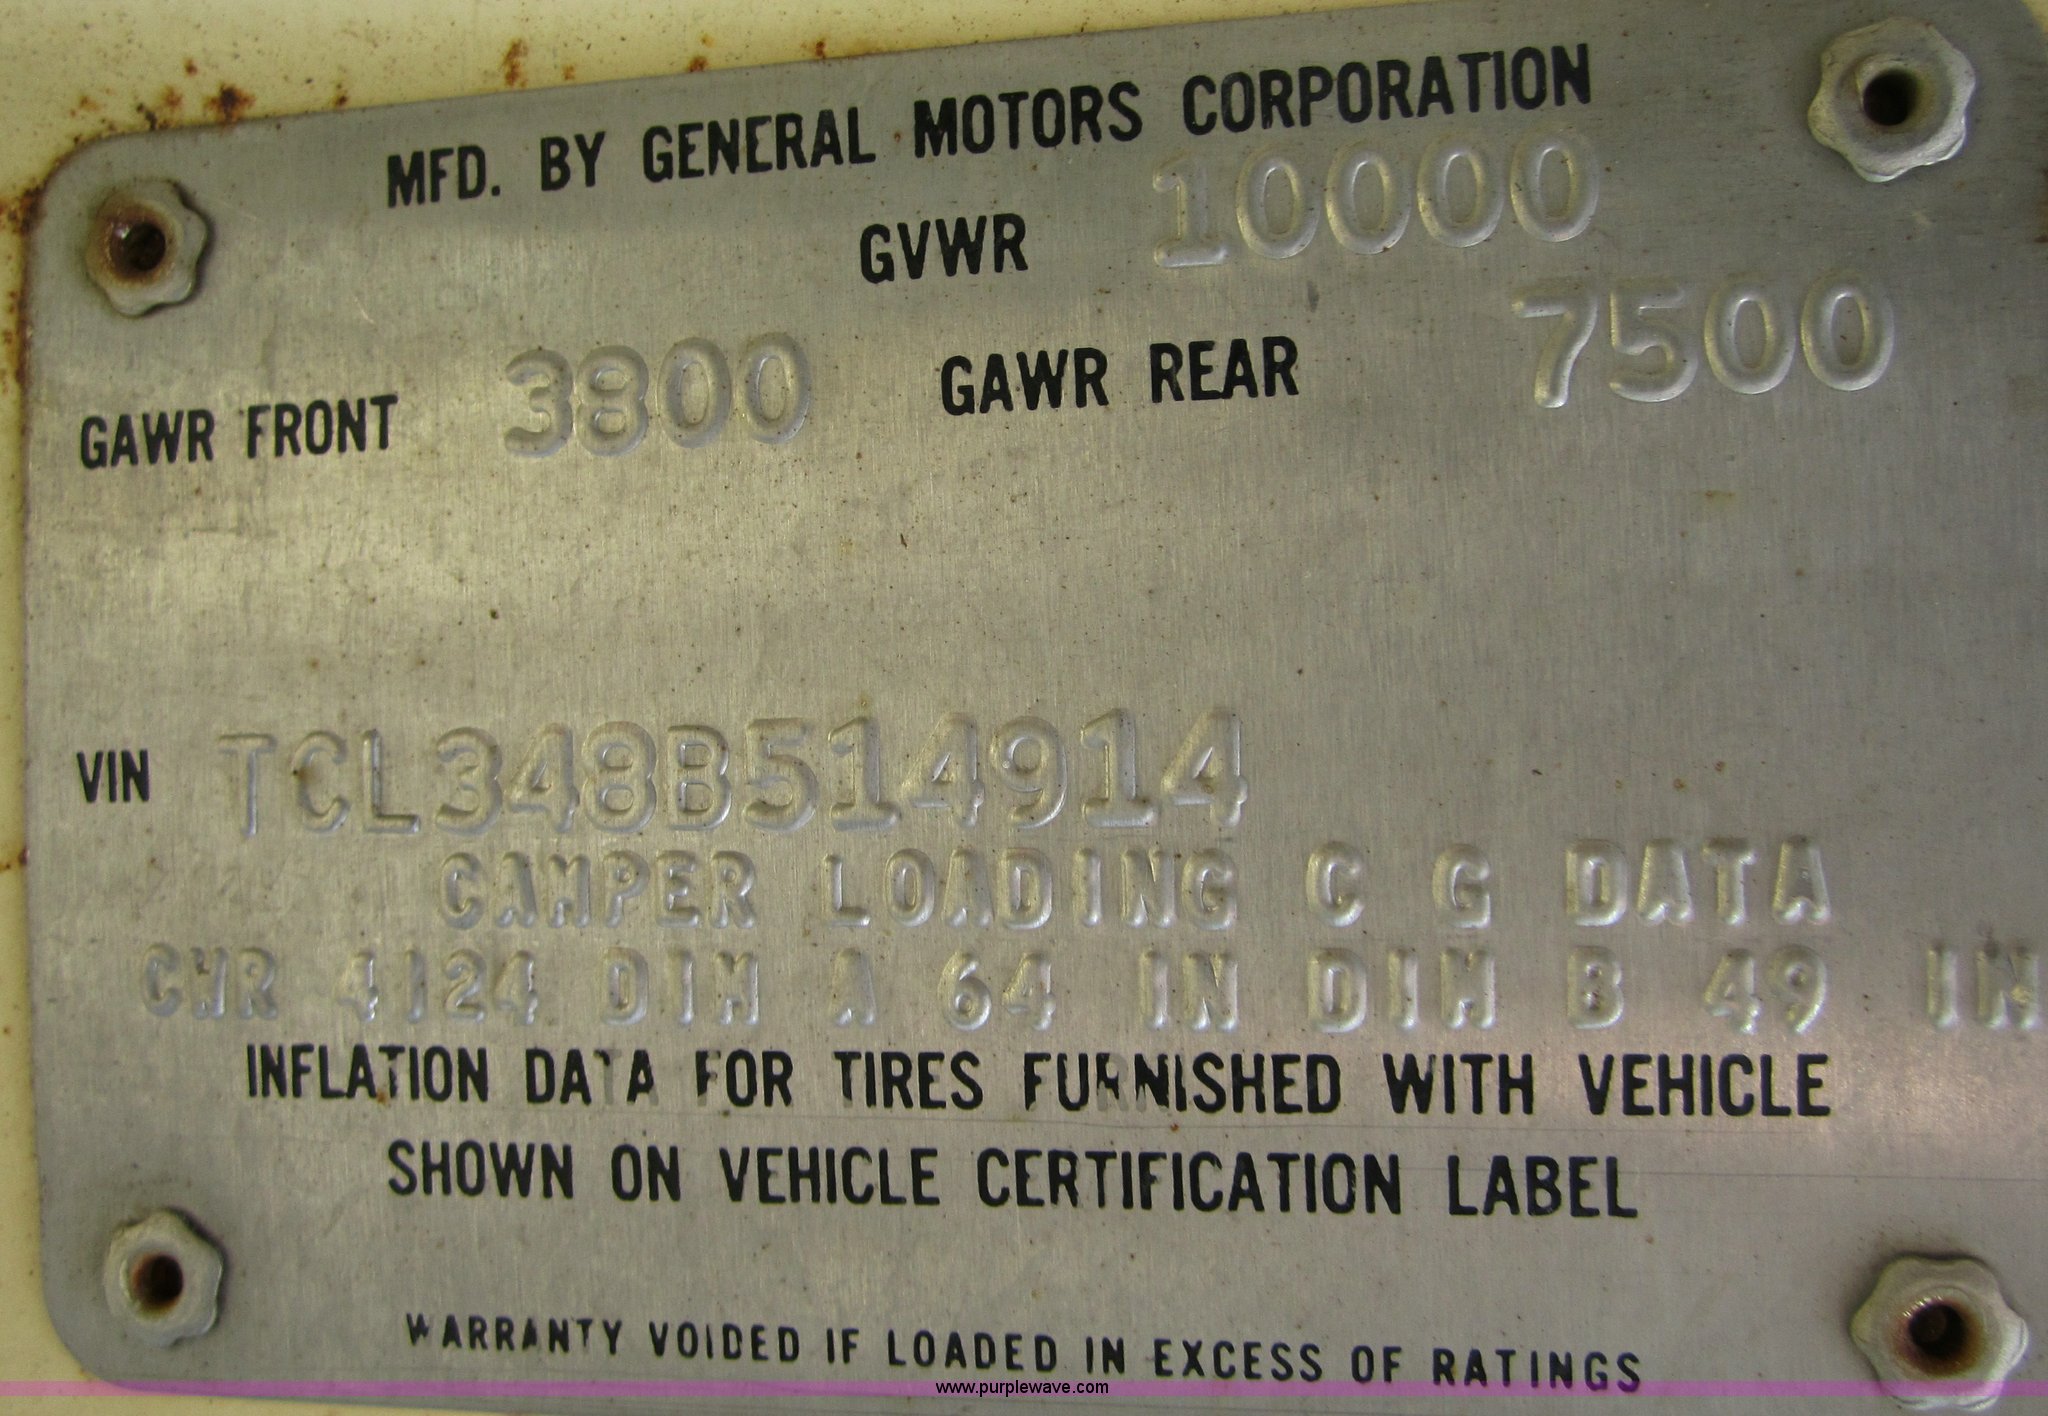 MFD. BY GENERAL MOTORS CORPORATION
GVWR 10000
GAWR FRONT 3800 GAWR REAR 7500
VIN TCL348B514914
CAMPER LOADING C G DATA
CWR 4124 DIM A 64 IN DIM B 49 IN
INFLATION DATA FOR TIRES FURNISHED WITH VEHICLE
SHOWN ON VEHICLE CERTIFICATION LABEL
WARRANTY VOIDED IF LOADED IN EXCESS OF RATINGS
www.purplewave.com